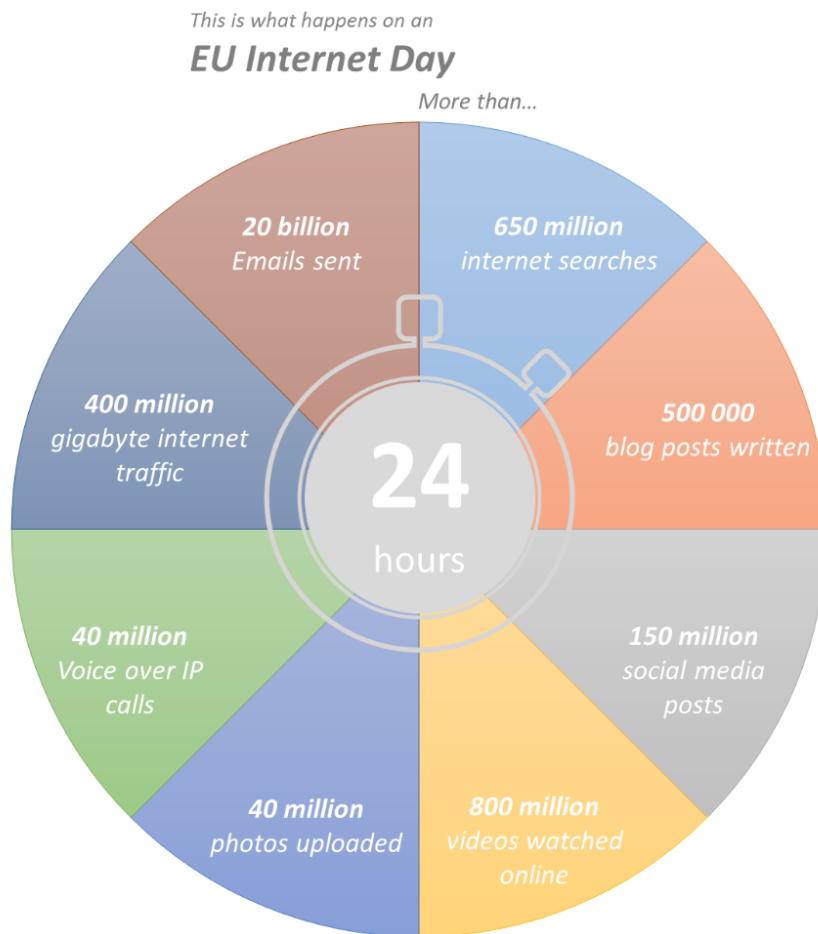 This is what happens on an
EU Internet Day
More than...
650 million
internet searches
500 000
blog posts written
150 million
social media
posts
800 million
videos watched
online
40 million
photos uploaded
40 million
Voice over IP
calls
400 million
gigabyte internet
traffic
20 billion
Emails sent
24
hours